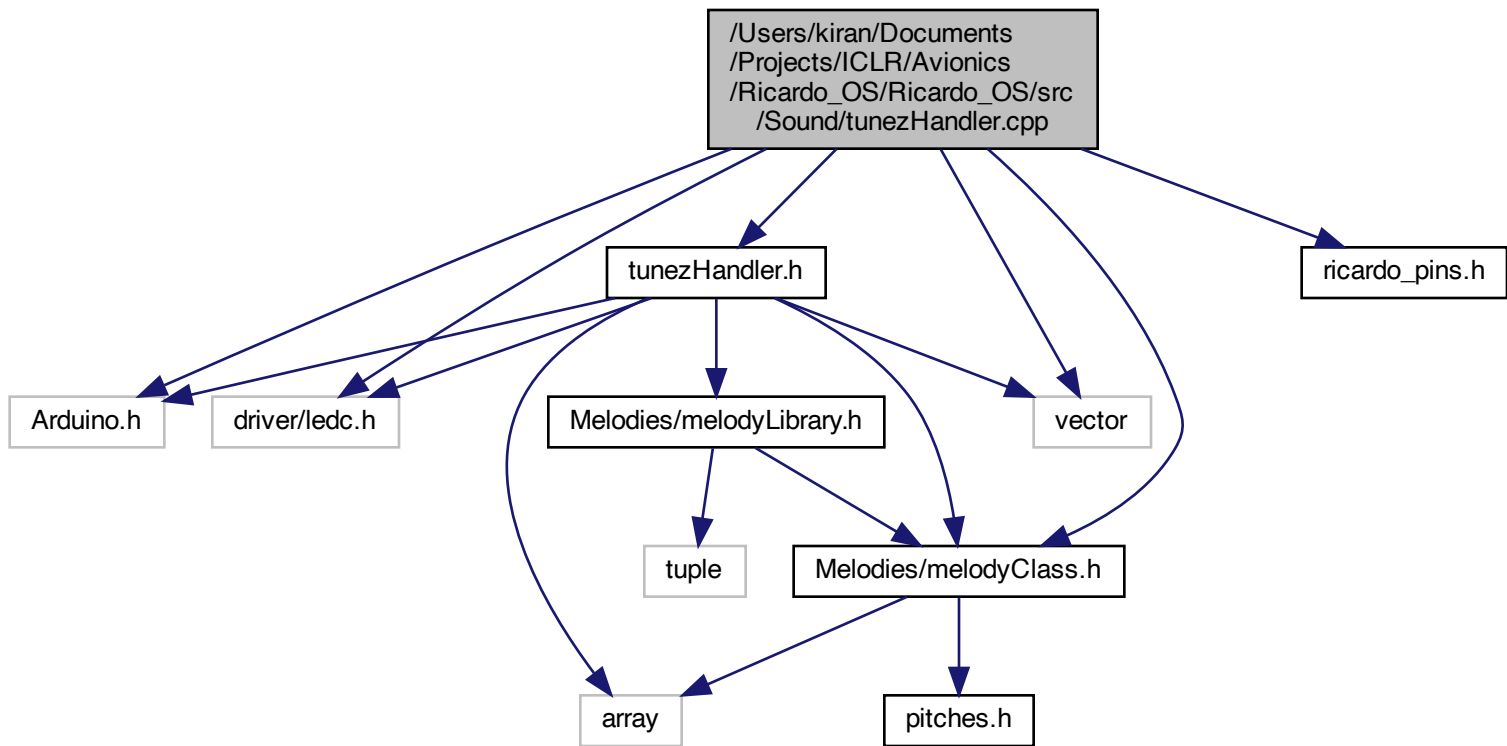 /Users/kiran/Documents
/Projects/ICLR/Avionics
/Ricardo_OS/Ricardo_OS/src
/Sound/tunezHandler.cpp
tunezHandler.h
ricardo_pins.h
Arduino.h
driver/ledc.h
Melodies/melodyLibrary.h
vector
tuple
Melodies/melodyClass.h
array
pitches.h